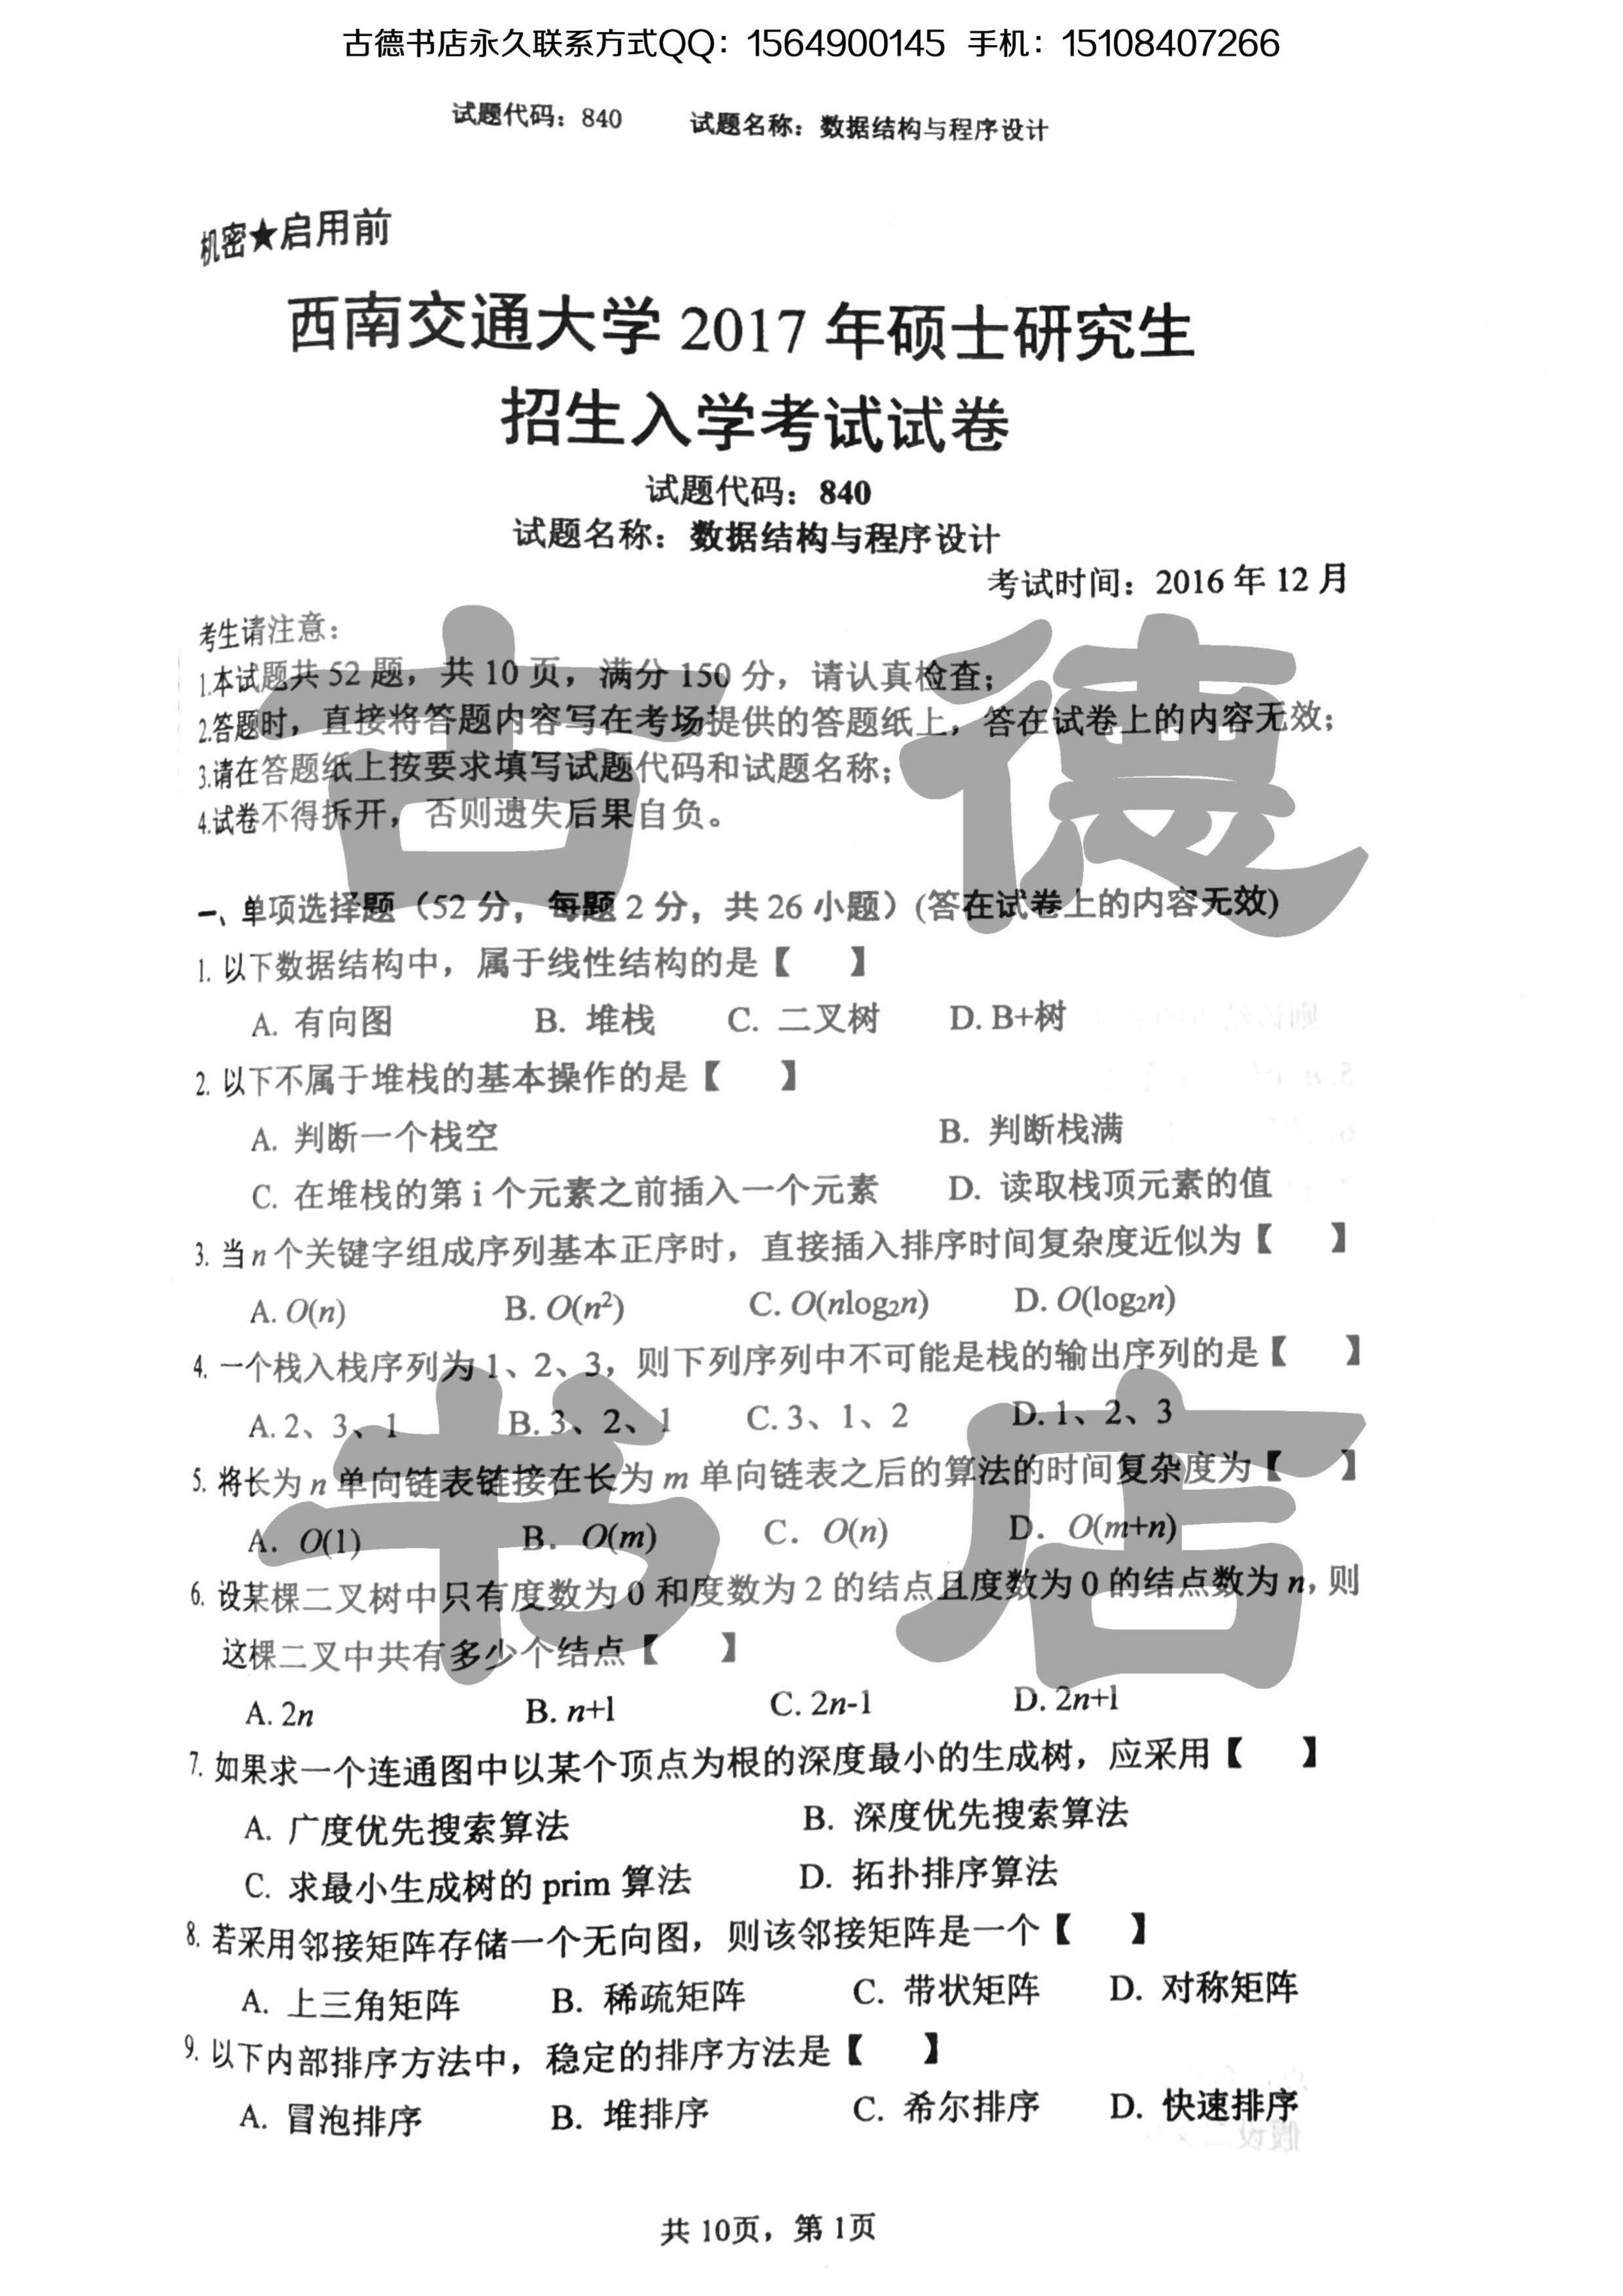 古德书店永久联系方式QQ：1564900145 手机：15108407266
试题代码：840 试题名称：数据结构与程序设计
机密★启用前
西南交通大学 2017 年硕士研究生
招生入学考试试卷
试题代码：840
试题名称：数据结构与程序设计
考试时间：2016 年 12 月
考生请注意：
1.本试题共 52 题，共 10 页，满分 150 分，请认真检查；
2.答题时，直接将答题内容写在考场提供的答题纸上，答在试卷上的内容无效；
3.请在答题纸上按要求填写试题代码和试题名称；
4.试卷不得拆开，否则遗失后果自负。
古 德
一、单项选择题（52 分，每题 2 分，共 26 小题）(答在试卷上的内容无效)
1. 以下数据结构中，属于线性结构的是【 】
A. 有向图 B. 堆栈 C. 二叉树 D. B+树
2. 以下不属于堆栈的基本操作的是【 】
A. 判断一个栈空 B. 判断栈满
C. 在堆栈的第 i 个元素之前插入一个元素 D. 读取栈顶元素的值
3. 当 n 个关键字组成序列基本正序时，直接插入排序时间复杂度近似为【 】
A. O(n) B. O(n²) C. O(nlog₂n) D. O(log₂n)
4. 一个栈入栈序列为 1、2、3，则下列序列中不可能是栈的输出序列的是【 】
A. 2、3、1 B. 3、2、1 C. 3、1、2 D. 1、2、3
5. 将长为 n 单向链表链接在长为 m 单向链表之后的算法的时间复杂度为【 】
A. O(1) B. O(m) C. O(n) D. O(m+n)
书 店
6. 设某棵二叉树中只有度数为 0 和度数为 2 的结点且度数为 0 的结点数为 n，则
这棵二叉中共有多少个结点【 】
A. 2n B. n+1 C. 2n-1 D. 2n+1
7. 如果求一个连通图中以某个顶点为根的深度最小的生成树，应采用【 】
A. 广度优先搜索算法 B. 深度优先搜索算法
C. 求最小生成树的 prim 算法 D. 拓扑排序算法
8. 若采用邻接矩阵存储一个无向图，则该邻接矩阵是一个【 】
A. 上三角矩阵 B. 稀疏矩阵 C. 带状矩阵 D. 对称矩阵
9. 以下内部排序方法中，稳定的排序方法是【 】
A. 冒泡排序 B. 堆排序 C. 希尔排序 D. 快速排序
共 10页，第 1页